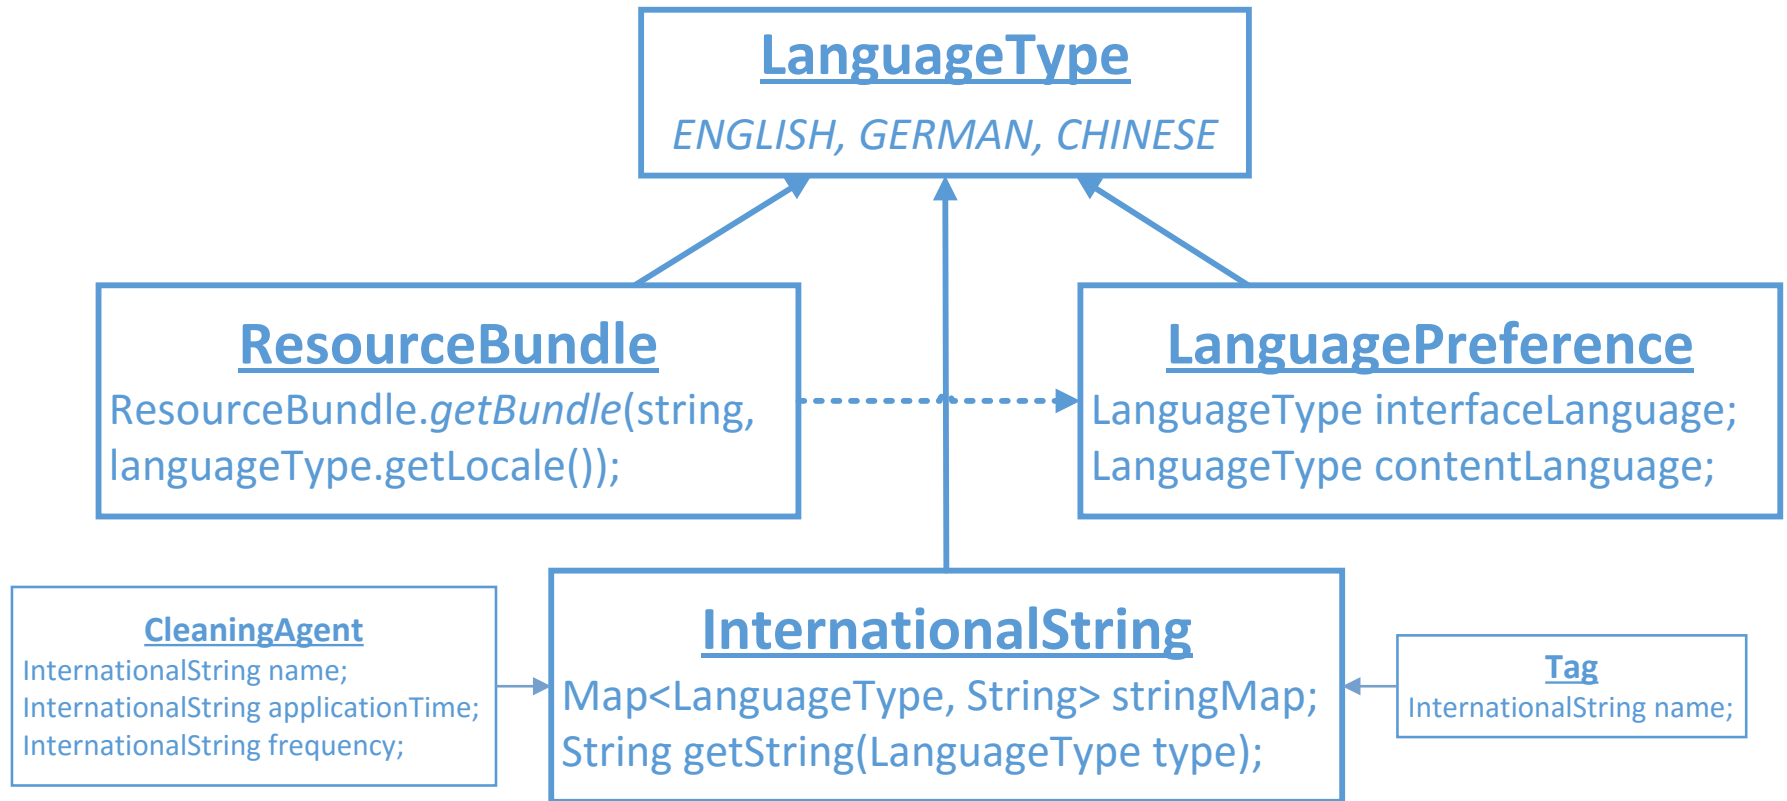 LanguageType
ENGLISH, GERMAN, CHINESE
ResourceBundle
ResourceBundle.getBundle(string,
languageType.getLocale());
LanguagePreference
LanguageType interfaceLanguage;
LanguageType contentLanguage;
CleaningAgent
InternationalString name;
InternationalString applicationTime;
InternationalString frequency;
InternationalString
Map<LanguageType, String> stringMap;
String getString(LanguageType type);
Tag
InternationalString name;